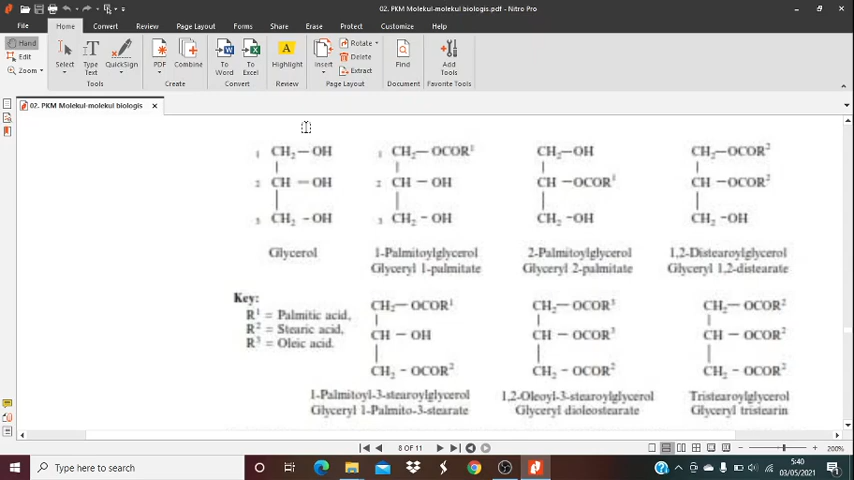 02. PKM Molekul-molekul biologis.pdf - Nitro Pro
File Home Convert Review Page Layout Forms Share Erase Protect Customize Help
Hand
Edit
Zoom
Select
Type Text
QuickSign
Tools
PDF
Combine
Create
To Word
To Excel
Convert
Highlight
Review
Insert
Rotate
Delete
Extract
Page Layout
Find
Document
Add Tools
Favorite Tools
02. PKM Molekul-molekul biologis
1 CH₂— OH
2 CH — OH
3 CH₂ - OH
Glycerol
1 CH₂— OCOR¹
2 CH — OH
3 CH₂ - OH
1-Palmitoylglycerol
Glyceryl 1-palmitate
CH₂—OH
CH —OCOR¹
CH₂ -OH
2-Palmitoylglycerol
Glyceryl 2-palmitate
CH₂—OCOR²
CH —OCOR²
CH₂ -OH
1,2-Distearoylglycerol
Glyceryl 1,2-distearate
Key:
R¹ = Palmitic acid,
R² = Stearic acid,
R³ = Oleic acid.
CH₂— OCOR¹
CH — OH
CH₂ - OCOR²
1-Palmitoyl-3-stearoylglycerol
Glyceryl 1-Palmito-3-stearate
CH₂— OCOR³
CH — OCOR³
CH₂ - OCOR²
1,2-Oleoyl-3-stearoylglycerol
Glyceryl dioleostearate
CH₂— OCOR²
CH — OCOR²
CH₂ - OCOR²
Tristearoylglycerol
Glyceryl tristearin
8 OF 11
200%
Type here to search
5:40
03/05/2021